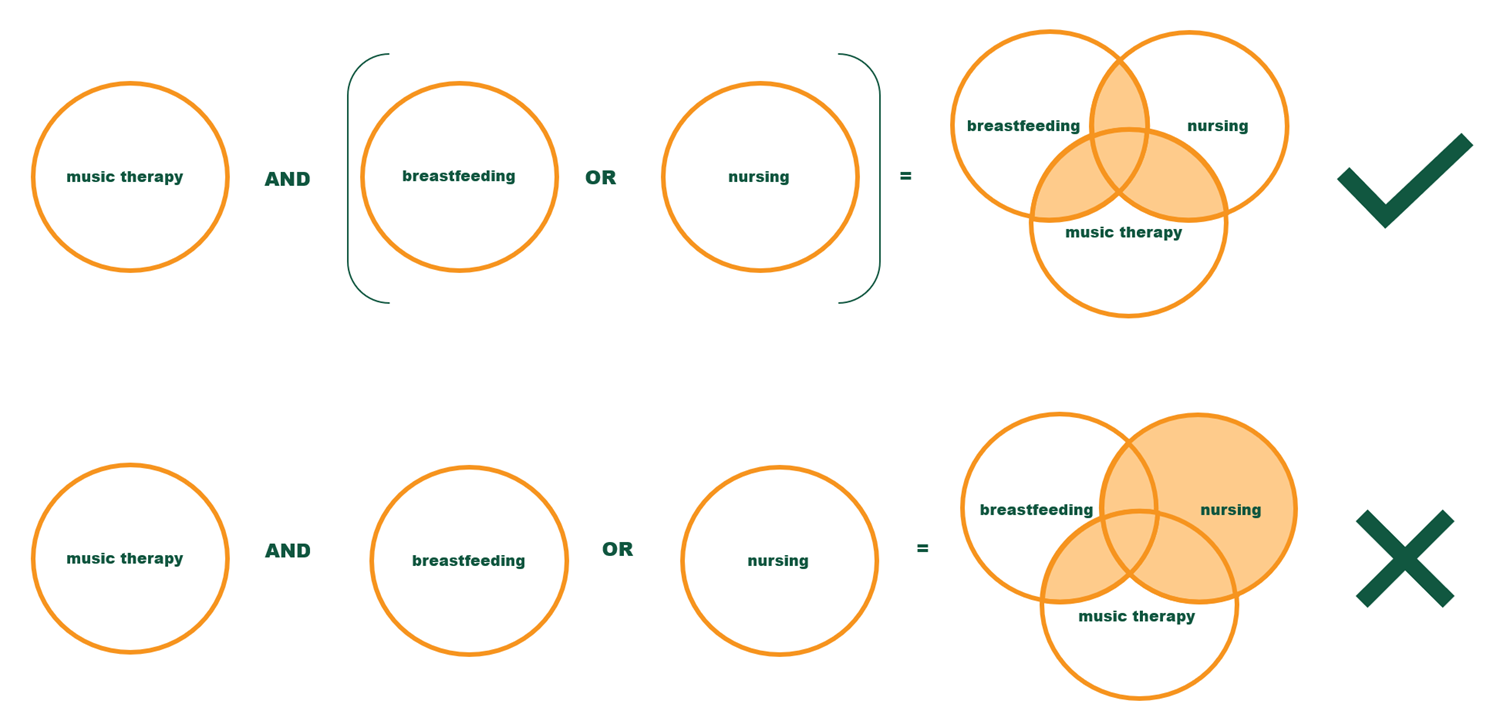 music therapy AND ( breastfeeding OR nursing ) =
breastfeeding nursing
music therapy
music therapy AND breastfeeding OR nursing =
breastfeeding nursing
music therapy